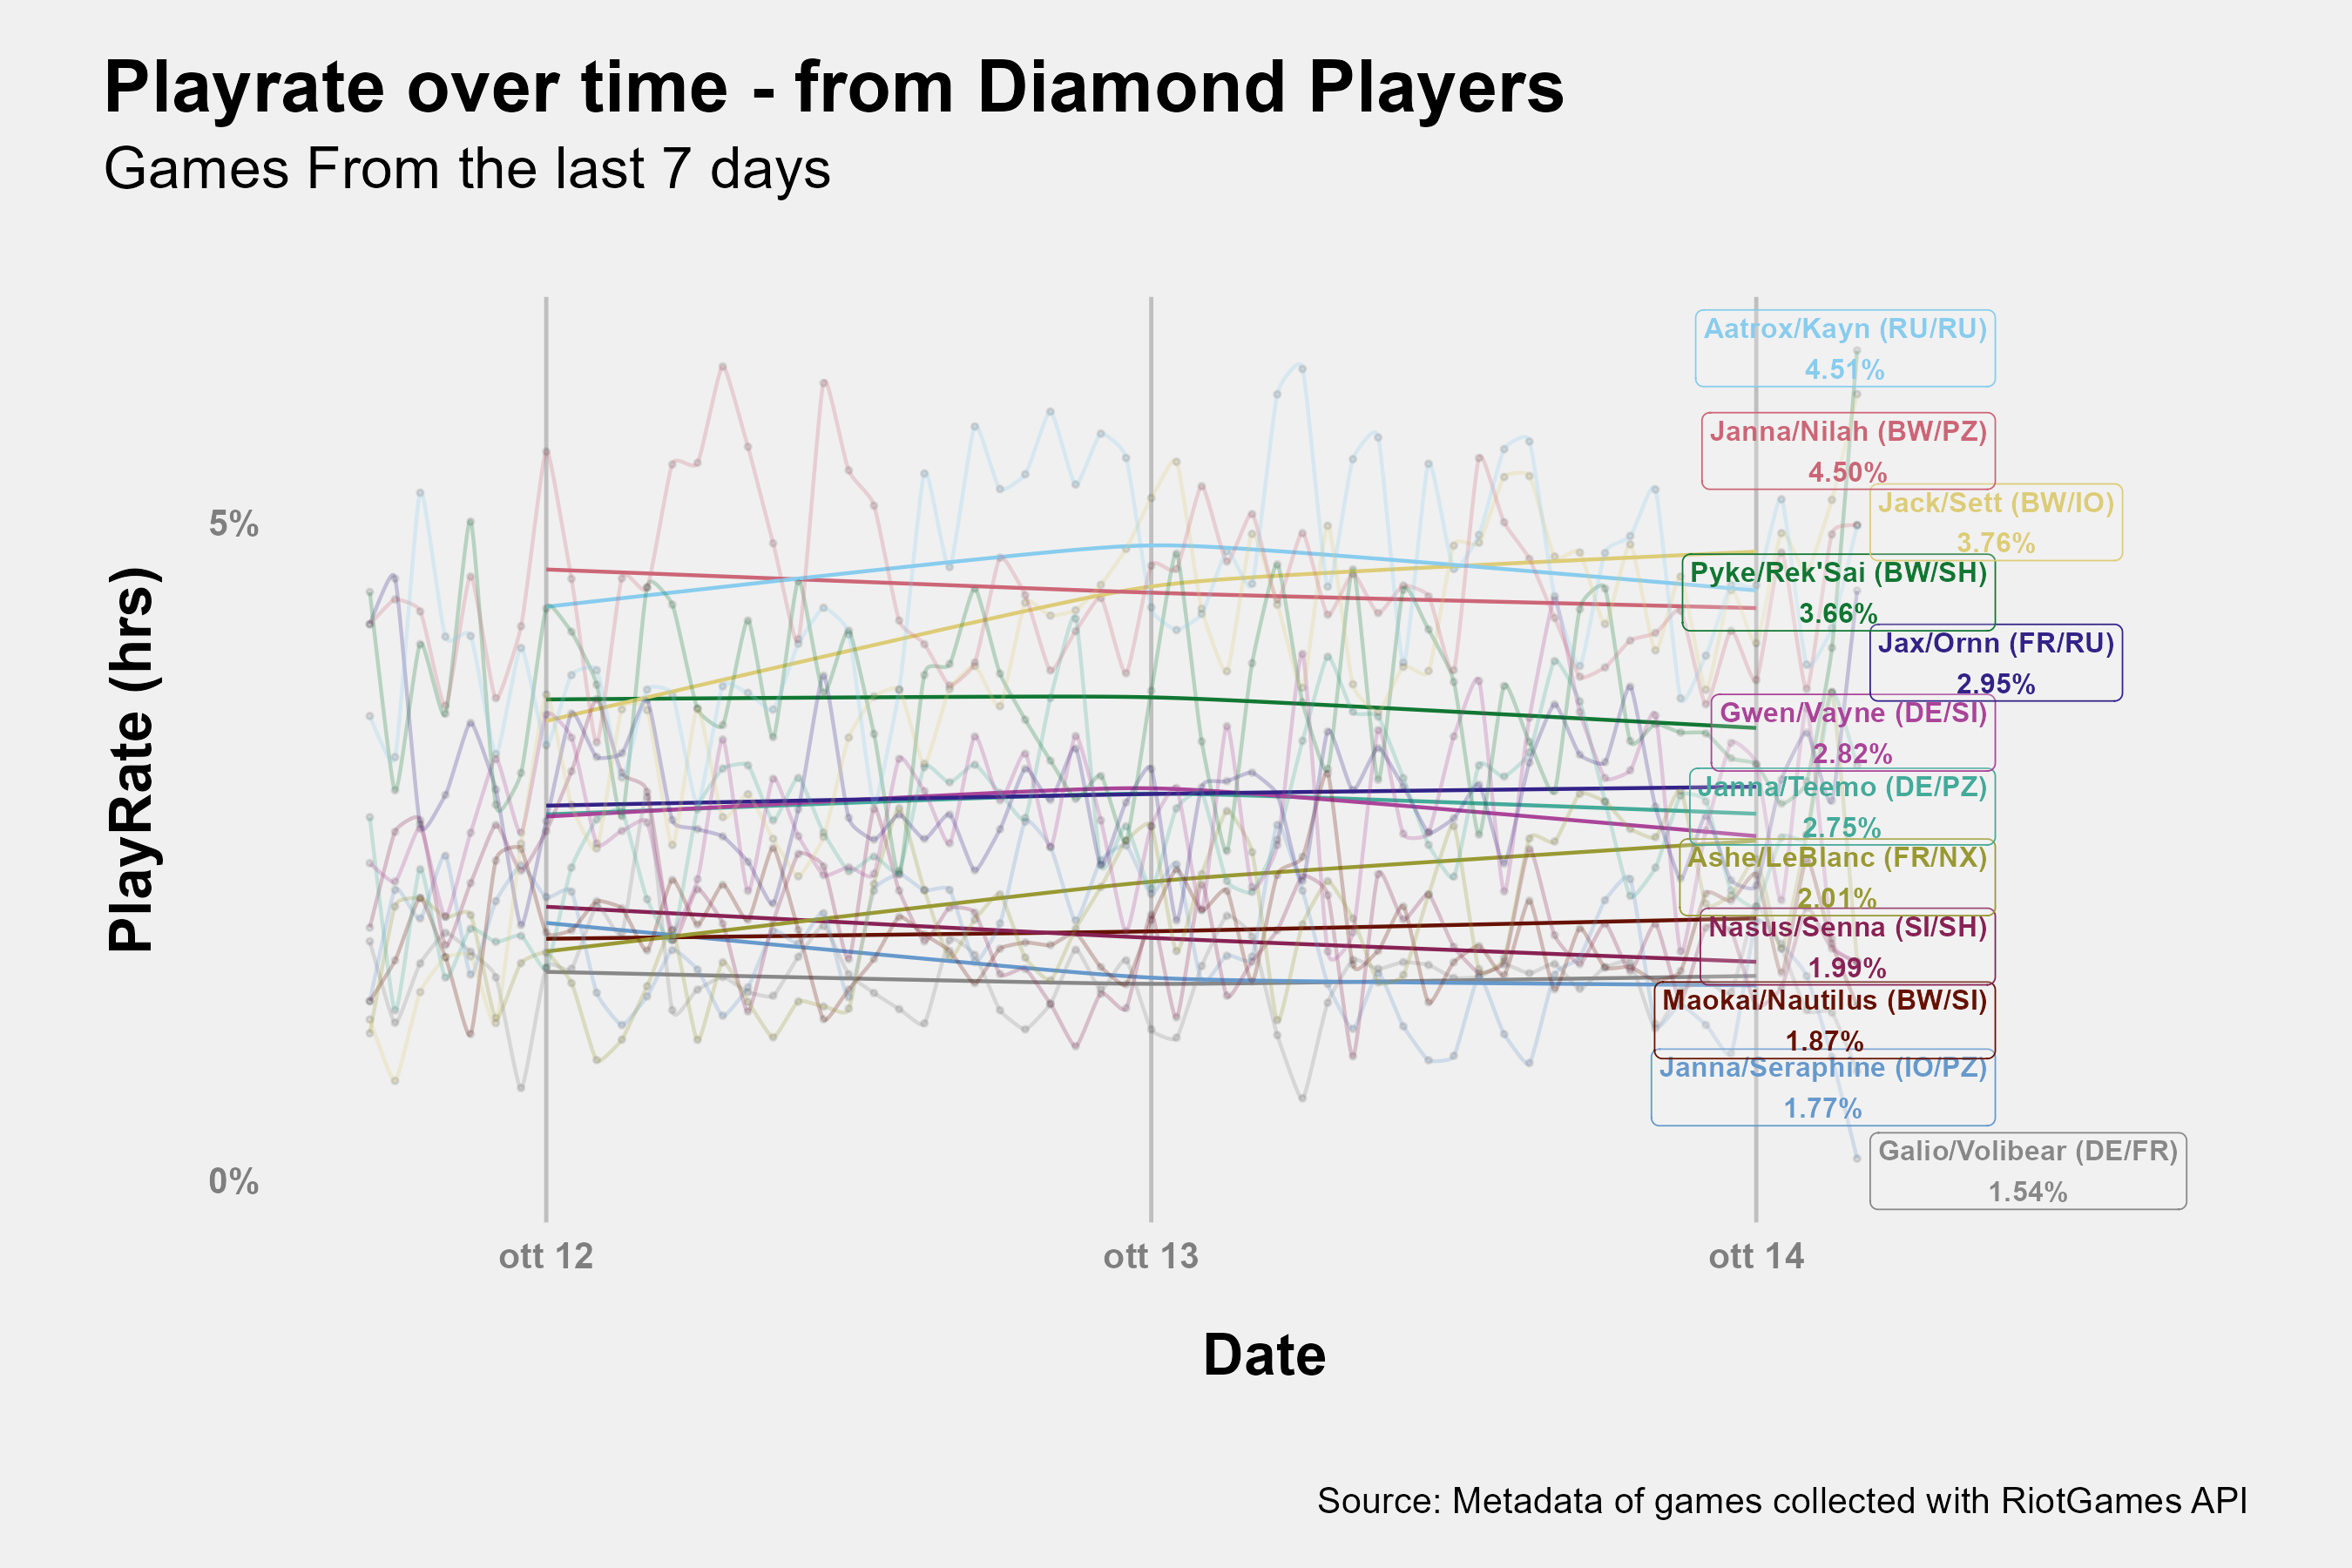 Playrate over time - from Diamond Players
Games From the last 7 days
PlayRate (hrs)
5%
0%
Aatrox/Kayn (RU/RU)
4.51%
Janna/Nilah (BW/PZ)
4.50%
Jack/Sett (BW/IO)
3.76%
Pyke/Rek'Sai (BW/SH)
3.66%
Jax/Ornn (FR/RU)
2.95%
Gwen/Vayne (DE/SI)
2.82%
Janna/Teemo (DE/PZ)
2.75%
Ashe/LeBlanc (FR/NX)
2.01%
Nasus/Senna (SI/SH)
1.99%
Maokai/Nautilus (BW/SI)
1.87%
Janna/Seraphine (IO/PZ)
1.77%
Galio/Volibear (DE/FR)
1.54%
ott 12
ott 13
ott 14
Date
Source: Metadata of games collected with RiotGames API